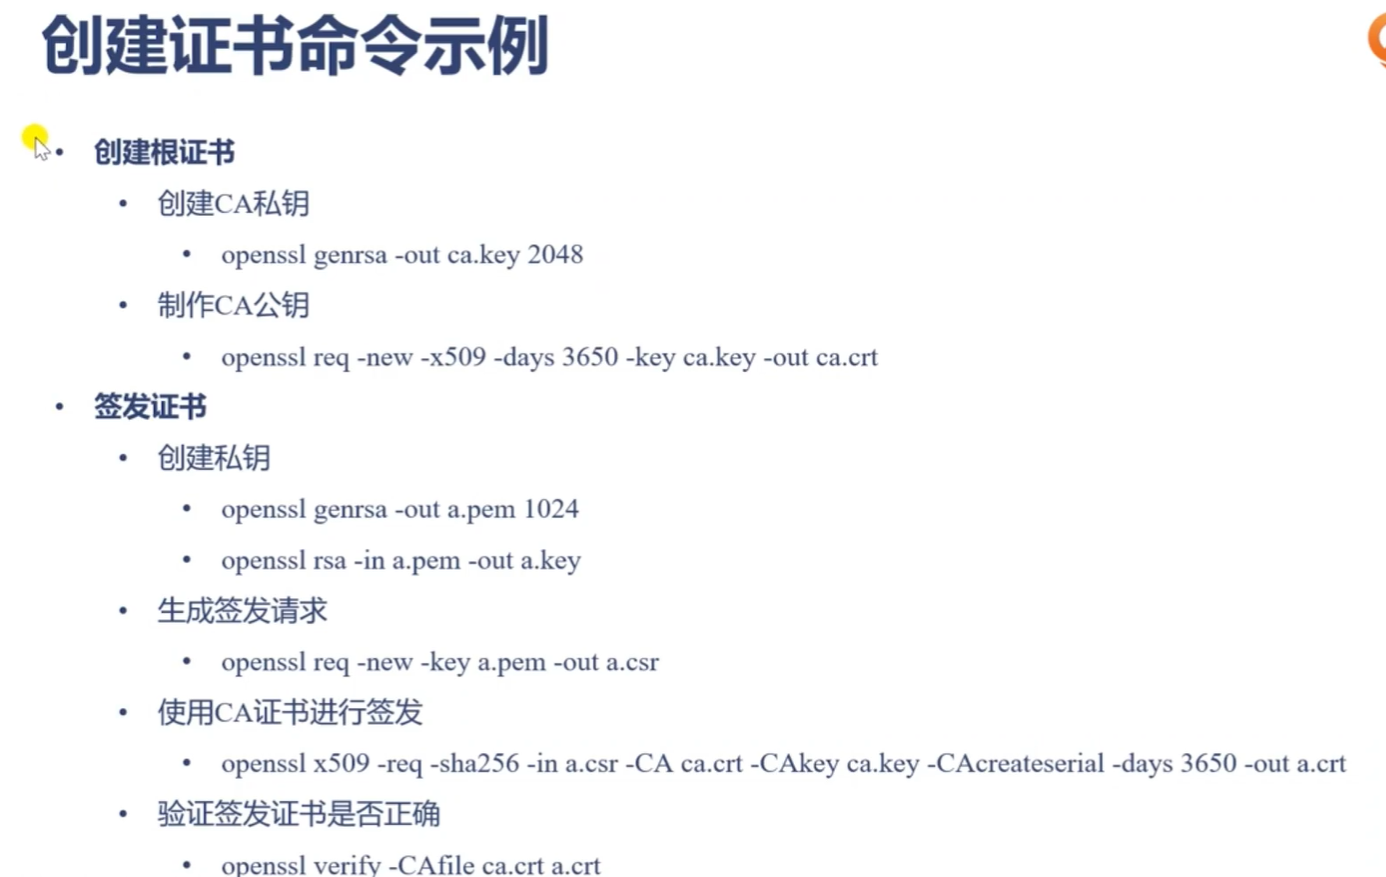 创建证书命令示例
• 创建根证书
• 创建CA私钥
• openssl genrsa -out ca.key 2048
• 制作CA公钥
• openssl req -new -x509 -days 3650 -key ca.key -out ca.crt
• 签发证书
• 创建私钥
• openssl genrsa -out a.pem 1024
• openssl rsa -in a.pem -out a.key
• 生成签发请求
• openssl req -new -key a.pem -out a.csr
• 使用CA证书进行签发
• openssl x509 -req -sha256 -in a.csr -CA ca.crt -CAkey ca.key -CAcreateserial -days 3650 -out a.crt
• 验证签发证书是否正确
• openssl verify -CAfile ca.crt a.crt